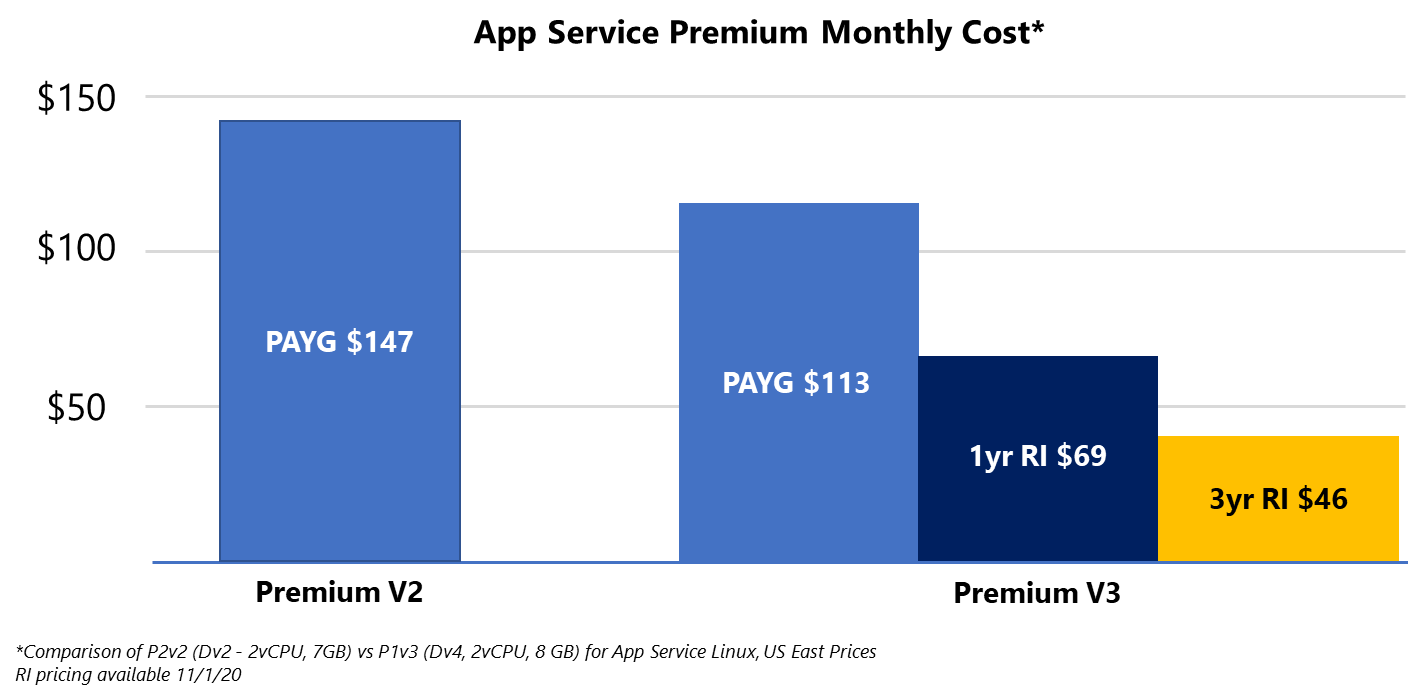 App Service Premium Monthly Cost*
$150
$100
$50
PAYG $147
PAYG $113
1yr RI $69
3yr RI $46
Premium V2
Premium V3
*Comparison of P2v2 (Dv2 - 2vCPU, 7GB) vs P1v3 (Dv4, 2vCPU, 8 GB) for App Service Linux, US East Prices
RI pricing available 11/1/20